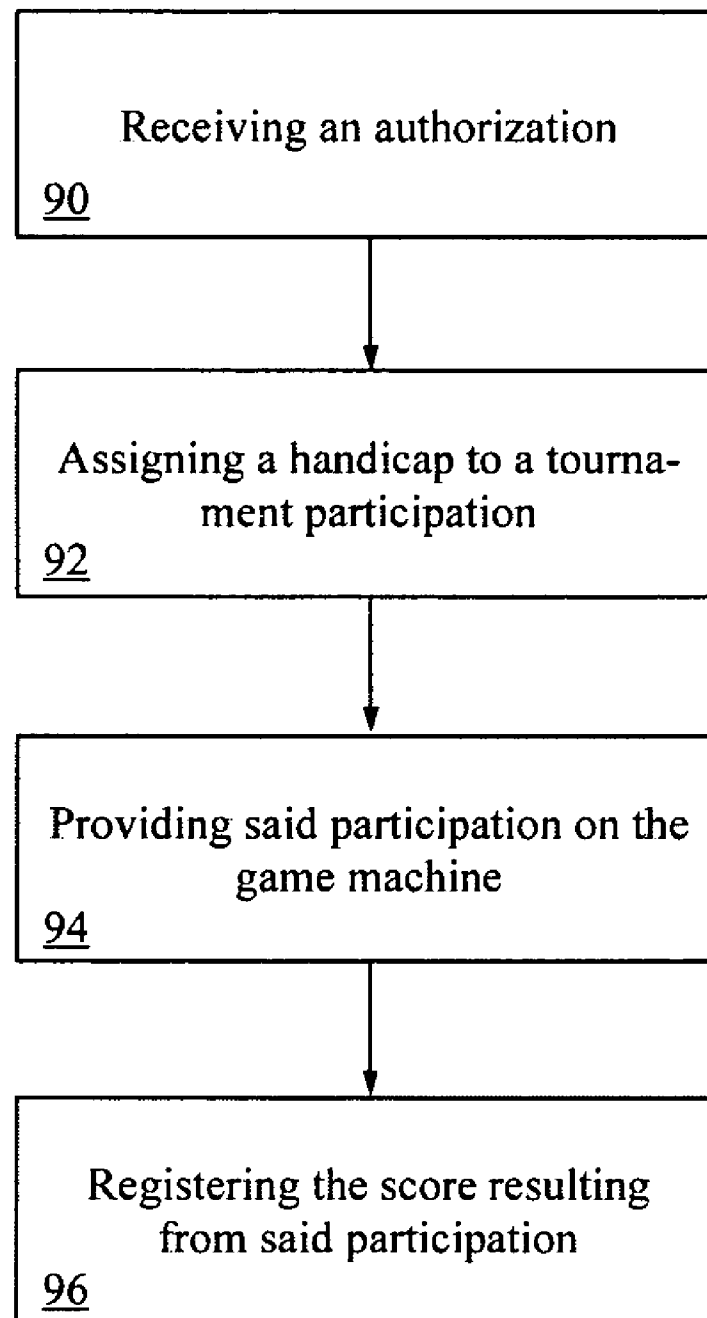 Receiving an authorization
90
Assigning a handicap to a tourna-
ment participation
92
Providing said participation on the
game machine
94
Registering the score resulting
from said participation
96